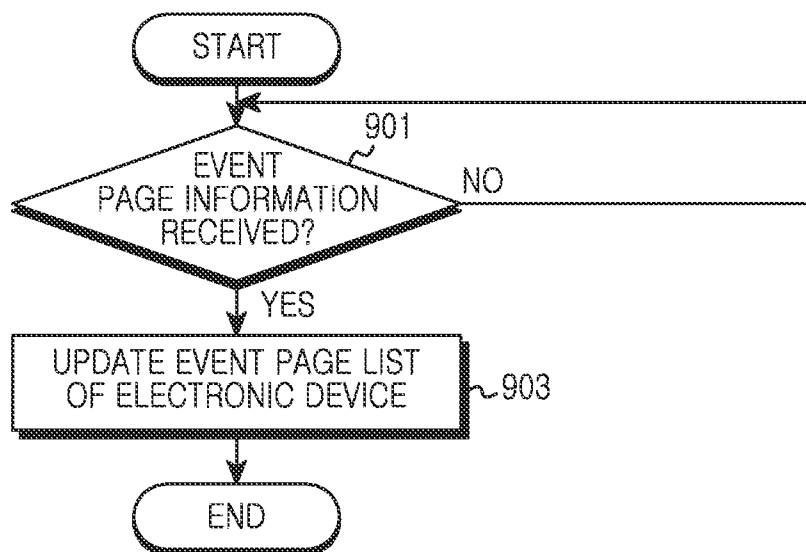 START
901
EVENT
PAGE INFORMATION
RECEIVED?
NO
YES
UPDATE EVENT PAGE LIST
OF ELECTRONIC DEVICE
903
END